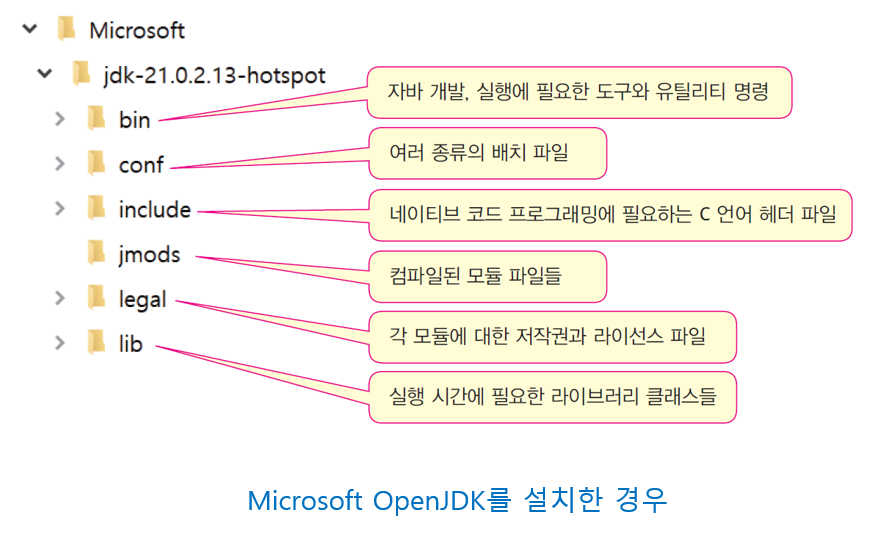 Microsoft
jdk-21.0.2.13-hotspot
bin
자바 개발, 실행에 필요한 도구와 유틸리티 명령
conf
여러 종류의 배치 파일
include
네이티브 코드 프로그래밍에 필요하는 C 언어 헤더 파일
jmods
컴파일된 모듈 파일들
legal
각 모듈에 대한 저작권과 라이선스 파일
lib
실행 시간에 필요한 라이브러리 클래스들
Microsoft OpenJDK를 설치한 경우